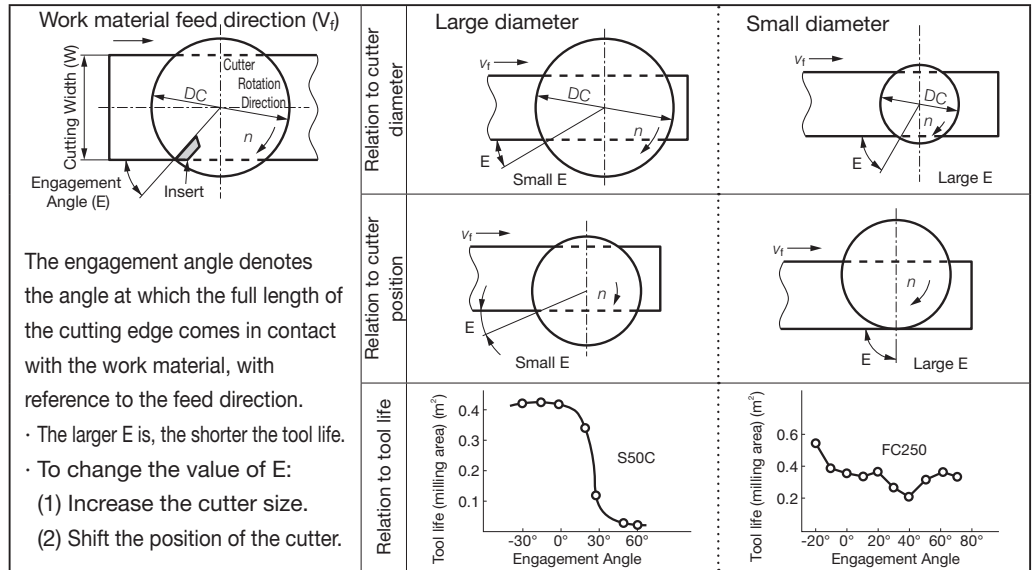 Work material feed direction (Vf)
Cutting Width (W)
Cutter
Rotation
Direction
DC
n
Engagement
Angle (E)
Insert
The engagement angle denotes
the angle at which the full length of
the cutting edge comes in contact
with the work material, with
reference to the feed direction.
· The larger E is, the shorter the tool life.
· To change the value of E:
(1) Increase the cutter size.
(2) Shift the position of the cutter.
Relation to cutter
diameter
Large diameter
vf
DC
n
E
Small E
Small diameter
vf
DC
n
E
Large E
Relation to cutter
position
vf
n
E
Small E
vf
n
E
Large E
Relation to tool life
Tool life (milling area) (m²)
0.4
0.3
0.2
0.1
S50C
-30° 0° 30° 60°
Engagement Angle
Tool life (milling area) (m²)
0.6
0.4
0.2
FC250
-20° 0° 20° 40° 60° 80°
Engagement Angle